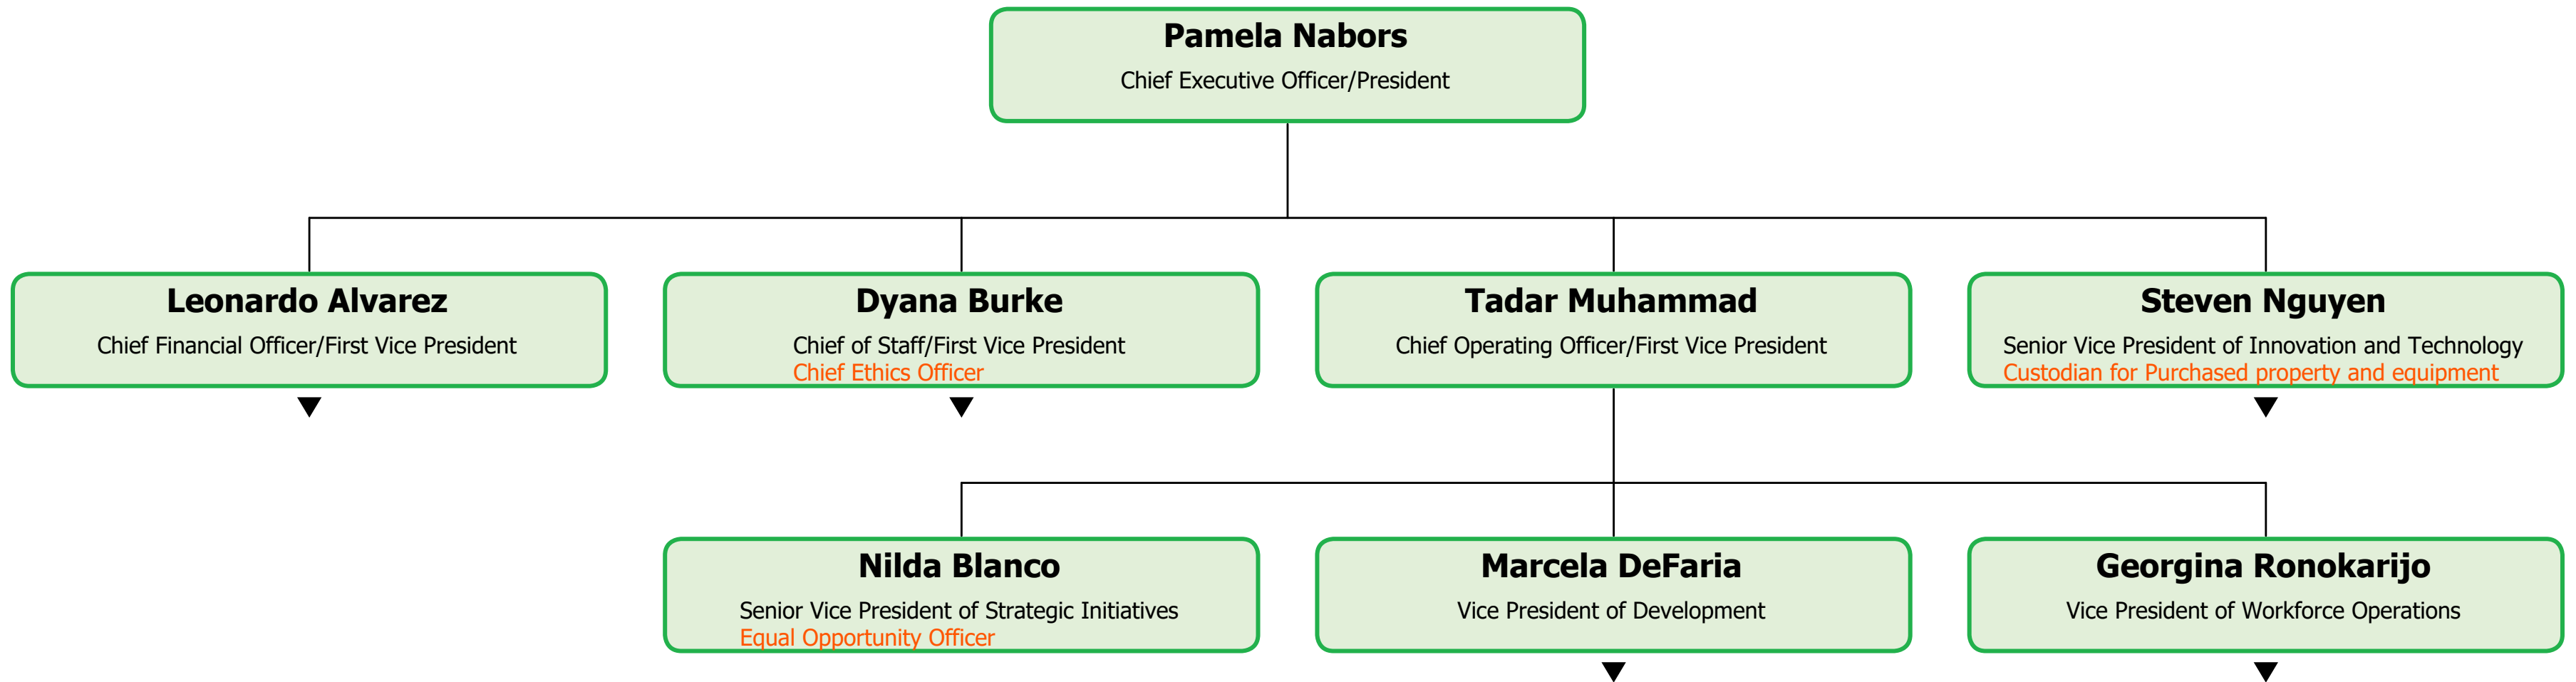 Pamela Nabors
Chief Executive Officer/President
Leonardo Alvarez
Chief Financial Officer/First Vice President
Dyana Burke
Chief of Staff/First Vice President
Chief Ethics Officer
Tadar Muhammad
Chief Operating Officer/First Vice President
Steven Nguyen
Senior Vice President of Innovation and Technology
Custodian for Purchased property and equipment
Nilda Blanco
Senior Vice President of Strategic Initiatives
Equal Opportunity Officer
Marcela DeFaria
Vice President of Development
Georgina Ronokarijo
Vice President of Workforce Operations